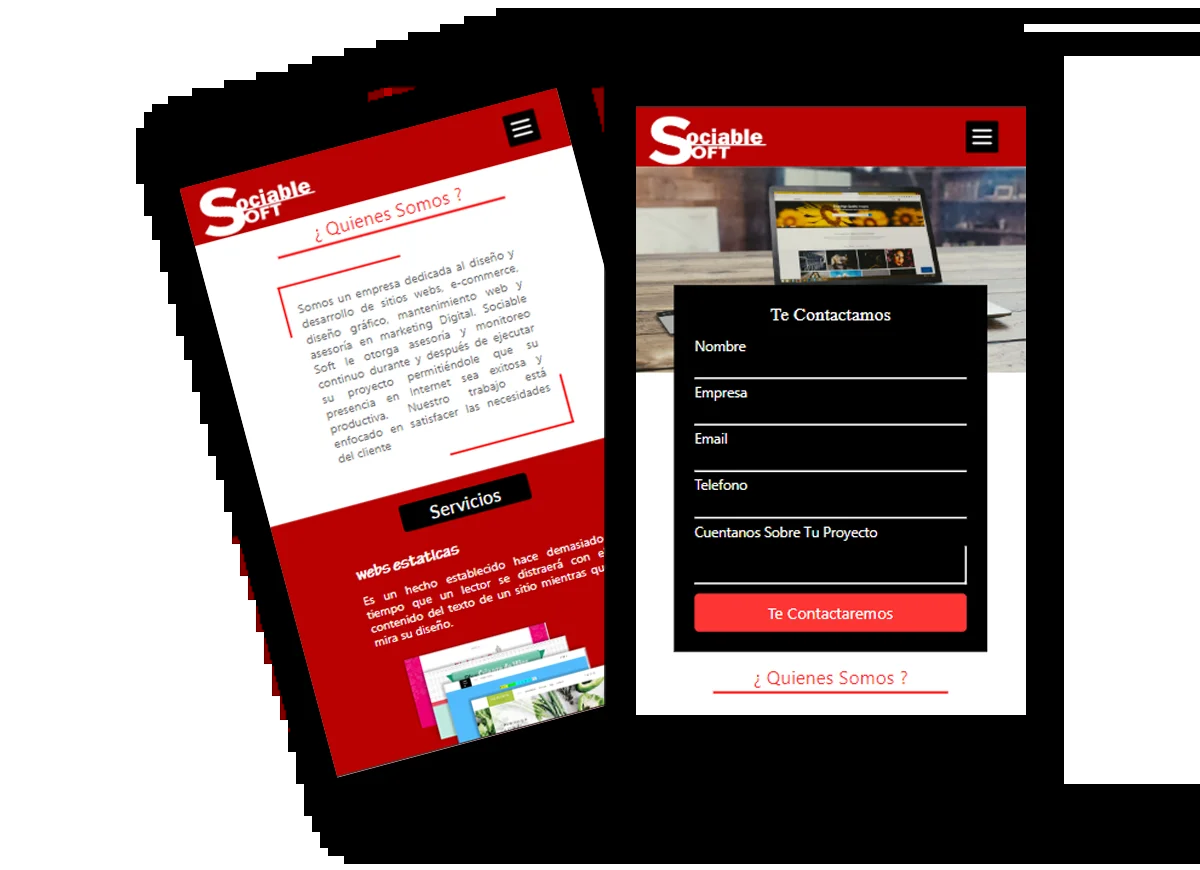 Sociable
SOFT
¿ Quienes Somos ?
Somos un empresa dedicada al diseño y
desarrollo de sitios webs, e-commerce,
diseño gráfico, mantenimiento web y
asesoría en marketing Digital, Sociable
Soft le otorga asesoría y monitoreo
continuo durante y después de ejecutar
su proyecto permitiéndole que su
presencia en Internet sea exitosa y
productiva. Nuestro trabajo está
enfocado en satisfacer las necesidades
del cliente
Servicios
webs estaticas
Es un hecho establecido hace demasiado
tiempo que un lector se distraerá con el
contenido del texto de un sitio mientras qu
mira su diseño.
Sociable
SOFT
Te Contactamos
Nombre
Empresa
Email
Telefono
Cuentanos Sobre Tu Proyecto
Te Contactaremos
¿ Quienes Somos ?